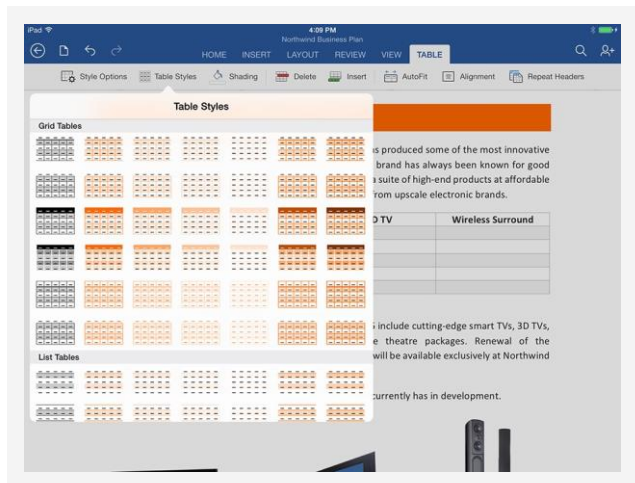 iPad 4:09 PM
Northwind Business Plan
HOME INSERT LAYOUT REVIEW VIEW TABLE
Style Options Table Styles Shading Delete Insert AutoFit Alignment Repeat Headers
Table Styles
Grid Tables
s produced some of the most innovative
brand has always been known for good
a suite of high-end products at affordable
rom upscale electronic brands.
D TV Wireless Surround
include cutting-edge smart TVs, 3D TVs,
e theatre packages. Renewal of the
will be available exclusively at Northwind
List Tables
currently has in development.